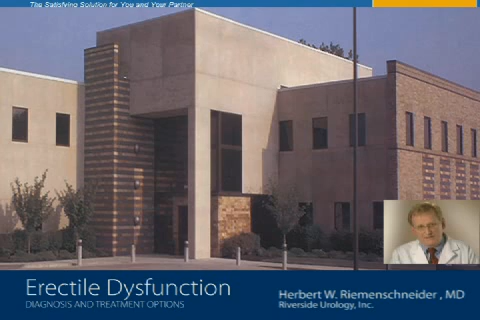 The Satisfying Solution for You and Your Partner
Erectile Dysfunction
DIAGNOSIS AND TREATMENT OPTIONS
Herbert W. Riemenschneider , MD
Riverside Urology, Inc.